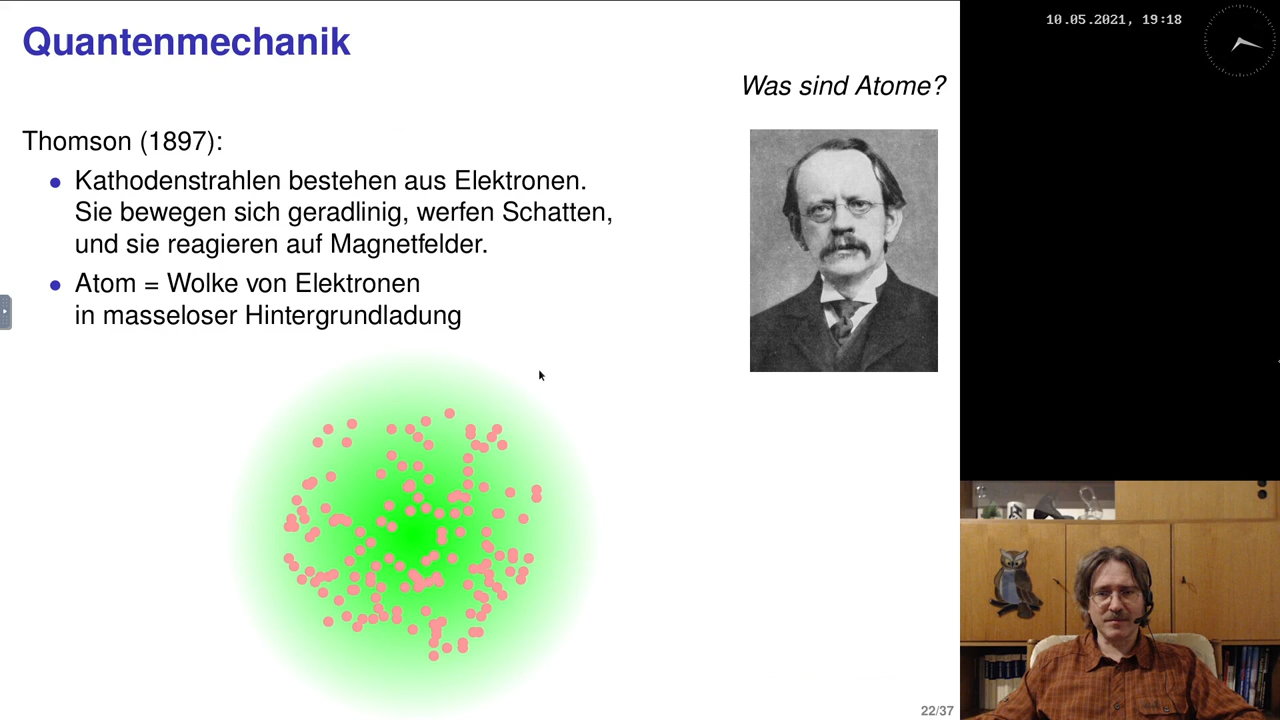 Quantenmechanik
10.05.2021, 19:18
Was sind Atome?
Thomson (1897):
• Kathodenstrahlen bestehen aus Elektronen.
Sie bewegen sich geradlinig, werfen Schatten,
und sie reagieren auf Magnetfelder.
• Atom = Wolke von Elektronen
in masseloser Hintergrundladung
22/37